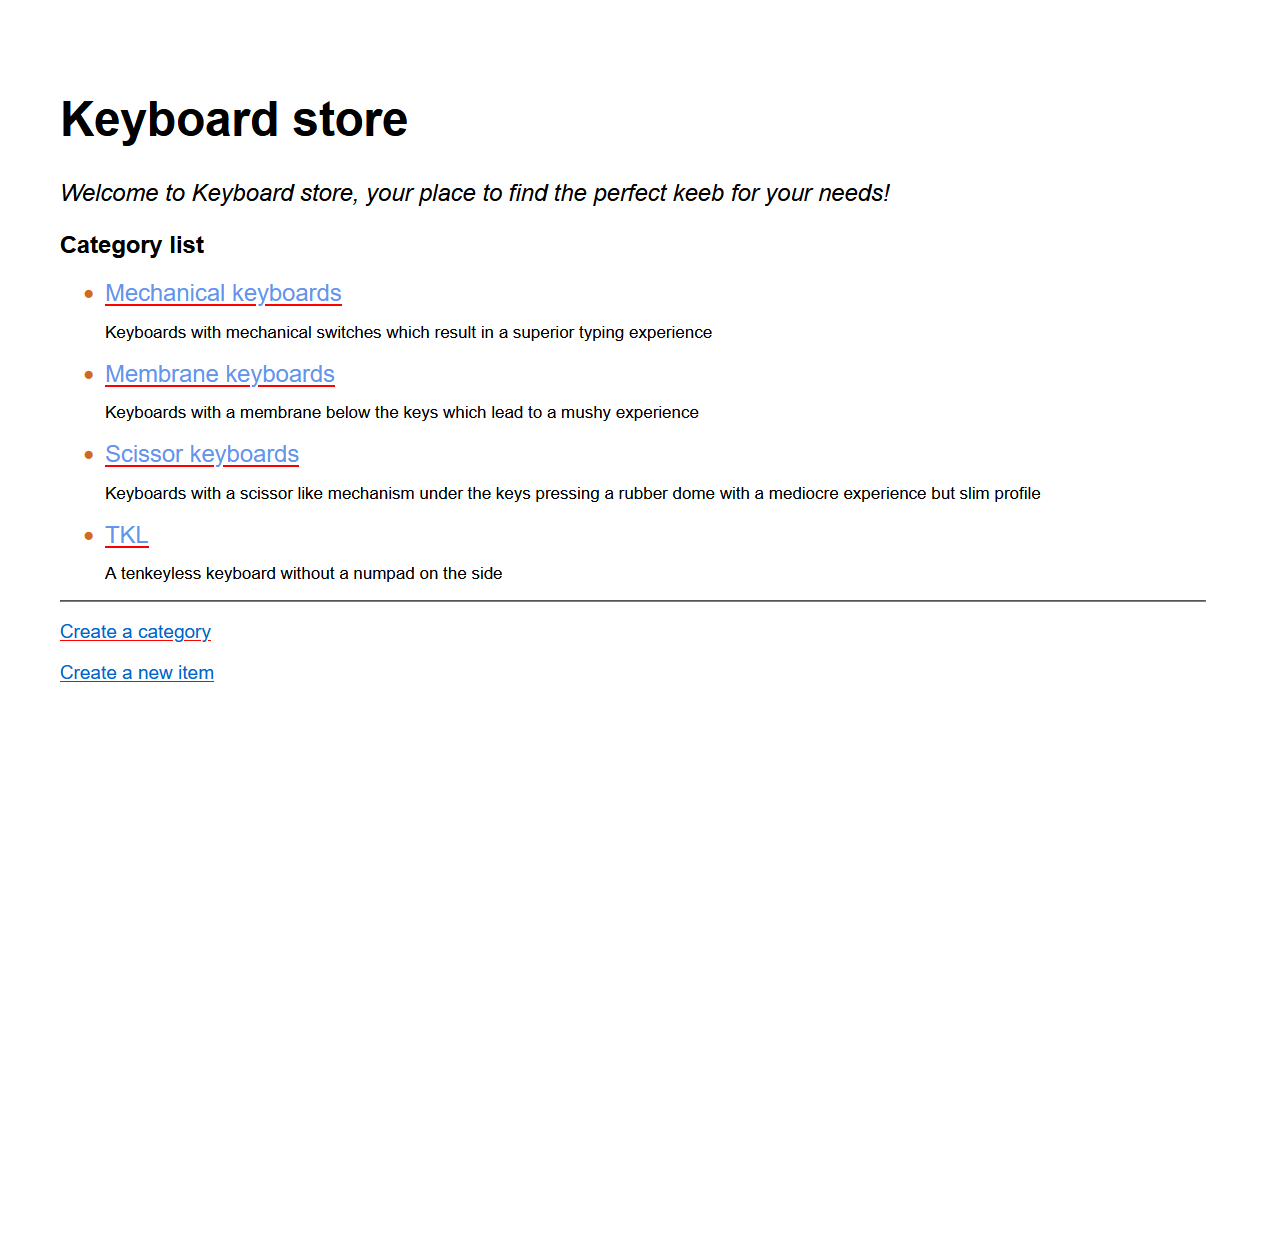 Keyboard store
Welcome to Keyboard store, your place to find the perfect keeb for your needs!
Category list
Mechanical keyboards
Keyboards with mechanical switches which result in a superior typing experience
Membrane keyboards
Keyboards with a membrane below the keys which lead to a mushy experience
Scissor keyboards
Keyboards with a scissor like mechanism under the keys pressing a rubber dome with a mediocre experience but slim profile
TKL
A tenkeyless keyboard without a numpad on the side
Create a category
Create a new item